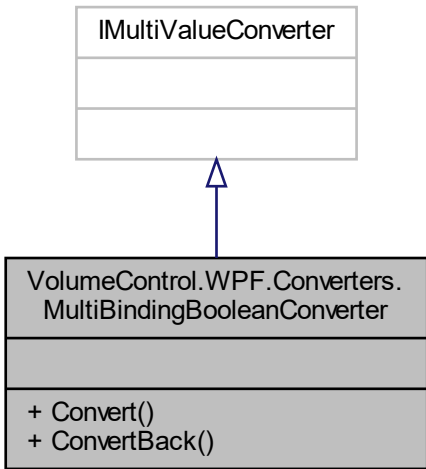 IMultiValueConverter
VolumeControl.WPF.Converters.
MultiBindingBooleanConverter
+ Convert()
+ ConvertBack()